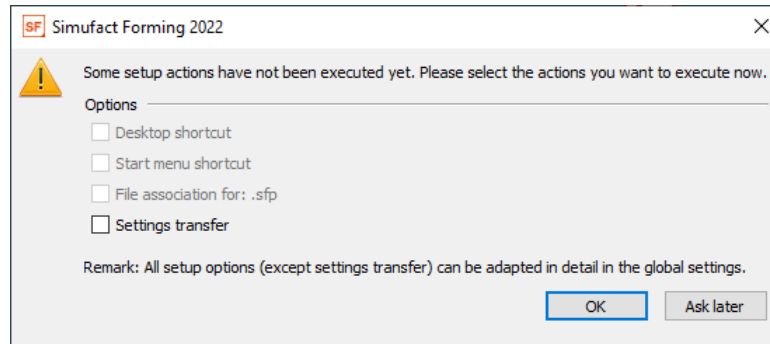 SF Simufact Forming 2022
Some setup actions have not been executed yet. Please select the actions you want to execute now.
Options
Desktop shortcut
Start menu shortcut
File association for: .sfp
Settings transfer
Remark: All setup options (except settings transfer) can be adapted in detail in the global settings.
OK Ask later